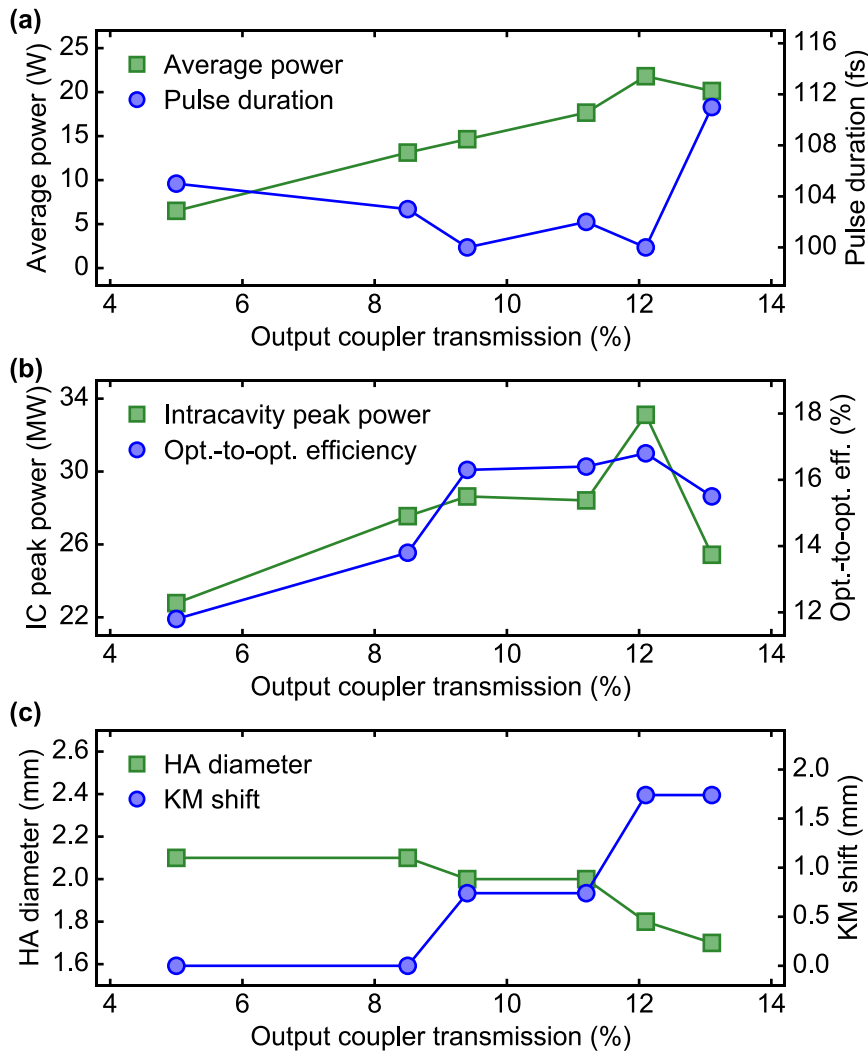 (a)
Average power (W)
25
20
15
10
5
0
Average power
Pulse duration
116
112
108
104
100
Pulse duration (fs)
4 6 8 10 12 14
Output coupler transmission (%)
(b)
IC peak power (MW)
34
30
26
22
Intracavity peak power
Opt.-to-opt. efficiency
18
16
14
12
Opt.-to-opt. eff. (%)
4 6 8 10 12 14
Output coupler transmission (%)
(c)
HA diameter (mm)
2.6
2.4
2.2
2.0
1.8
1.6
HA diameter
KM shift
2.0
1.5
1.0
0.5
0.0
KM shift (mm)
4 6 8 10 12 14
Output coupler transmission (%)